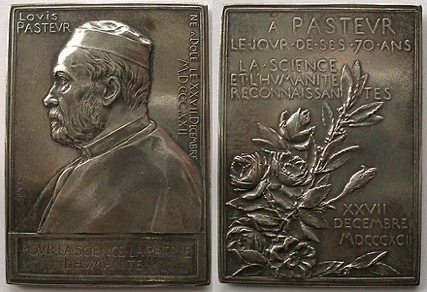 LOVIS
PASTEVR
NE A DOLE LE XXVII DECEMBRE
MDCCCXXII
POVR LA SCIENCE LA PATRIE
L'HVMANITE
A PASTEVR
LE JOVR DE SES 70 ANS
LA SCIENCE
ET L'HVMANITE
RECONNAISSANTES
XXVII
DECEMBRE
MDCCCXCII